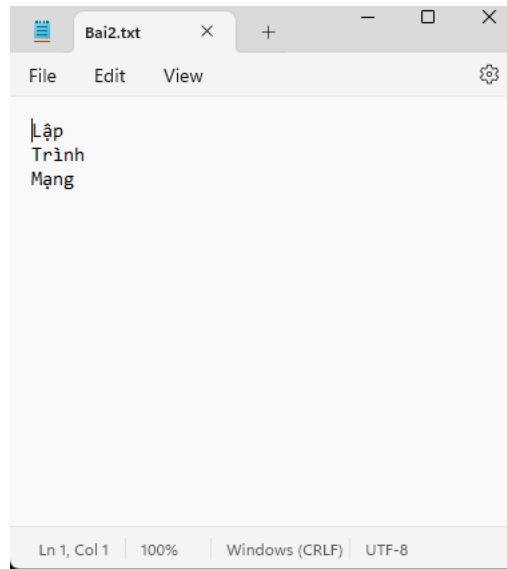 Bai2.txt
File Edit View
Lập
Trình
Mạng
Ln 1, Col 1 100% Windows (CRLF) UTF-8